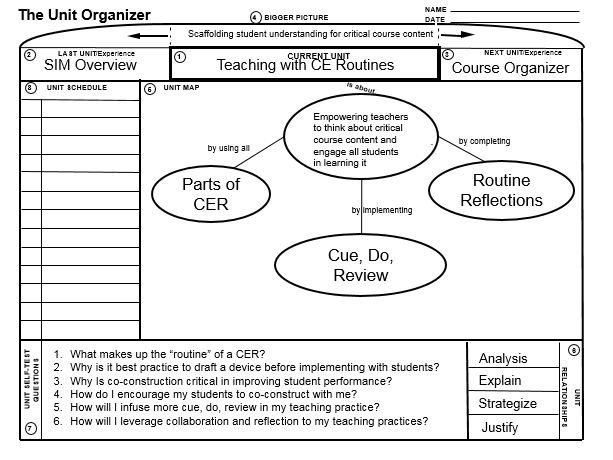 The Unit Organizer
4 BIGGER PICTURE
NAME
DATE
Scaffolding student understanding for critical course content
2 LAST UNIT/Experience
SIM Overview
1 CURRENT UNIT
Teaching with CE Routines
3 NEXT UNIT/Experience
Course Organizer
8 UNIT SCHEDULE
5 UNIT MAP
is about
Empowering teachers
to think about critical
course content and
engage all students
in learning it
by using all
by completing
Parts of
CER
Routine
Reflections
by implementing
Cue, Do,
Review
UNIT SELF-TEST
QUESTIONS
7
1. What makes up the “routine” of a CER?
2. Why is it best practice to draft a device before implementing with students?
3. Why Is co-construction critical in improving student performance?
4. How do I encourage my students to co-construct with me?
5. How will I infuse more cue, do, review in my teaching practice?
6. How will I leverage collaboration and reflection to my teaching practices?
Analysis
Explain
Strategize
Justify
6
UNIT
RELATIONSHIPS